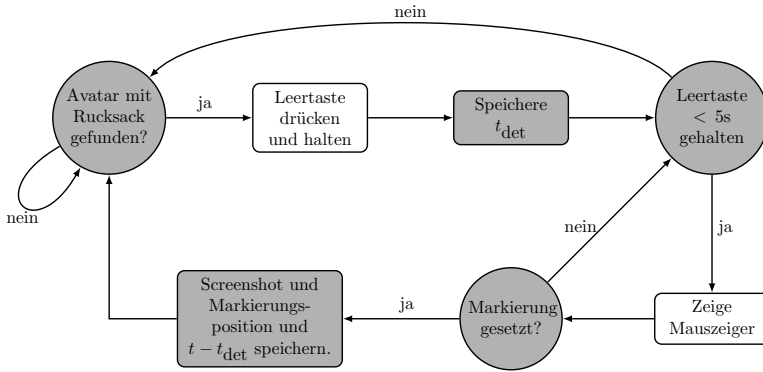 nein
Avatar mit
Rucksack
gefunden?
ja
Leertaste
drücken
und halten
Speichere
t_det
Leertaste
< 5s
gehalten
nein
nein
ja
Screenshot und
Markierungs-
position und
t − t_det speichern.
ja
Markierung
gesetzt?
Zeige
Mauszeiger